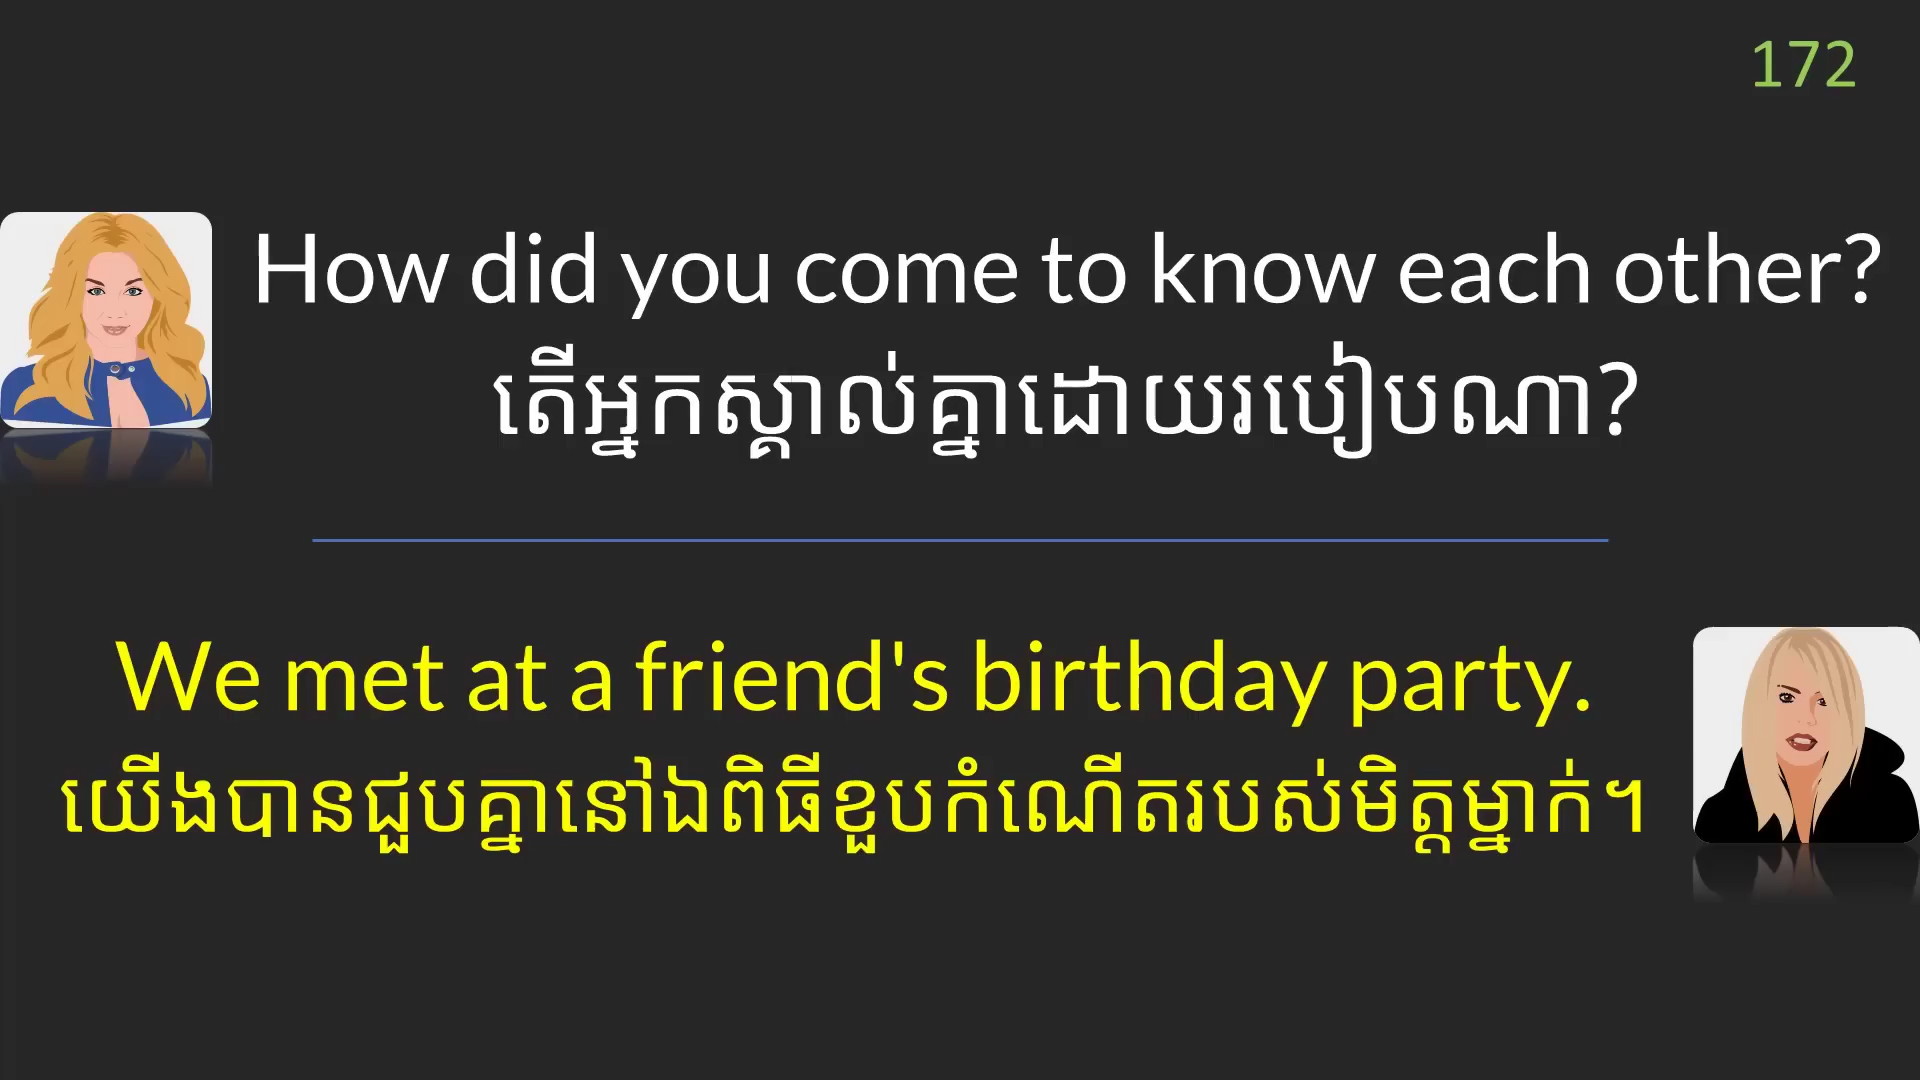 172
How did you come to know each other?
តើអ្នកស្គាល់គ្នាដោយរបៀបណា?
We met at a friend's birthday party.
យើងបានជួបគ្នានៅឯពិធីខួបកំណើតរបស់មិត្តម្នាក់។